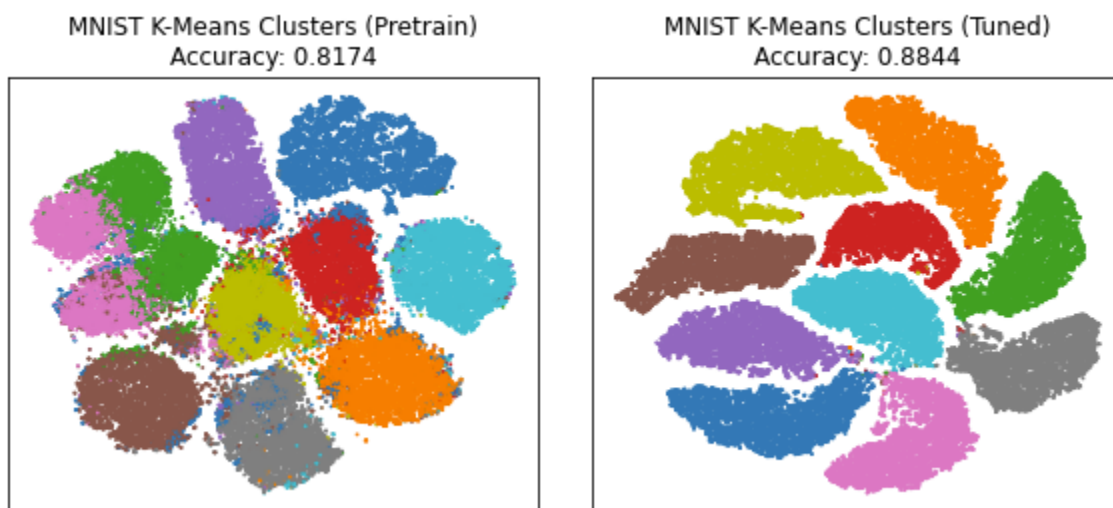 MNIST K-Means Clusters (Pretrain)
Accuracy: 0.8174
MNIST K-Means Clusters (Tuned)
Accuracy: 0.8844